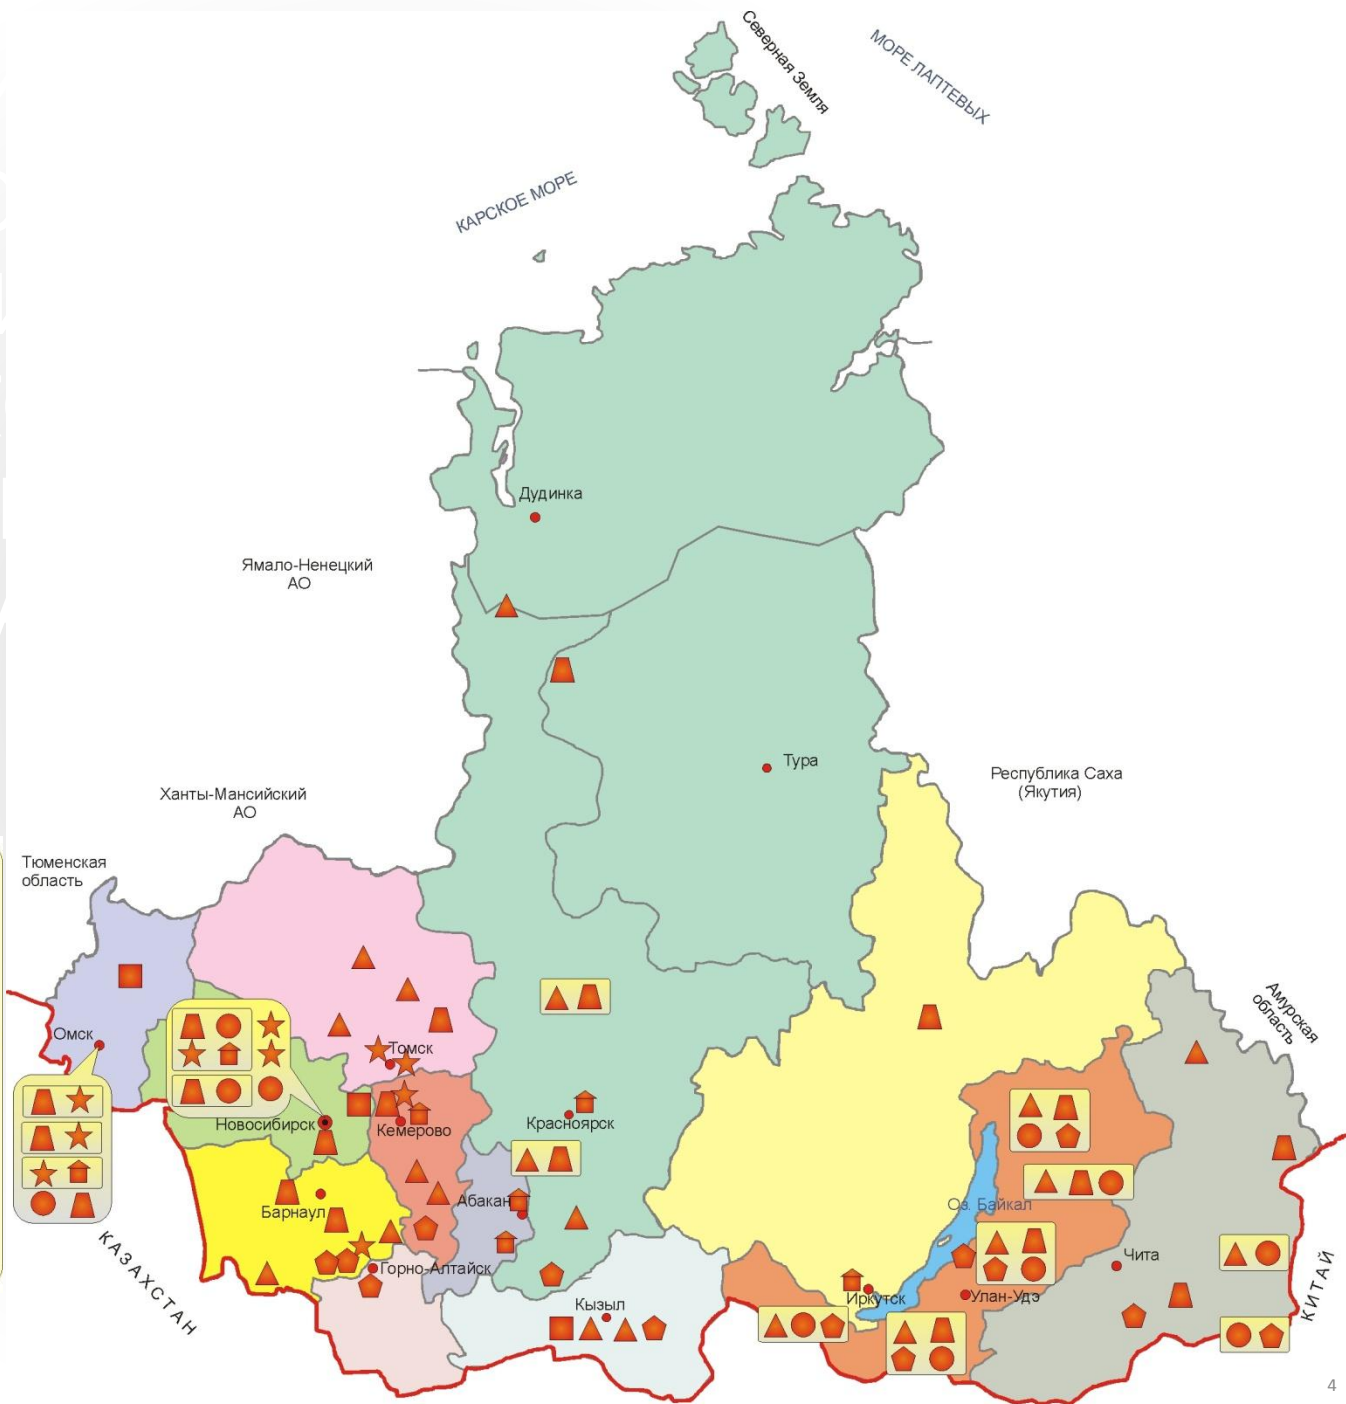 Северная Земля
МОРЕ ЛАПТЕВЫХ
КАРСКОЕ МОРЕ
Дудинка
Ямало-Ненецкий
АО
Тура
Республика Саха
(Якутия)
Ханты-Мансийский
АО
Тюменская
область
Амурская
область
Омск
Томск
Новосибирск
Кемерово
Красноярск
Абакан
Барнаул
Оз. Байкал
Горно-Алтайск
Чита
КАЗАХСТАН
Кызыл
Иркутск
Улан-Удэ
КИТАЙ
4